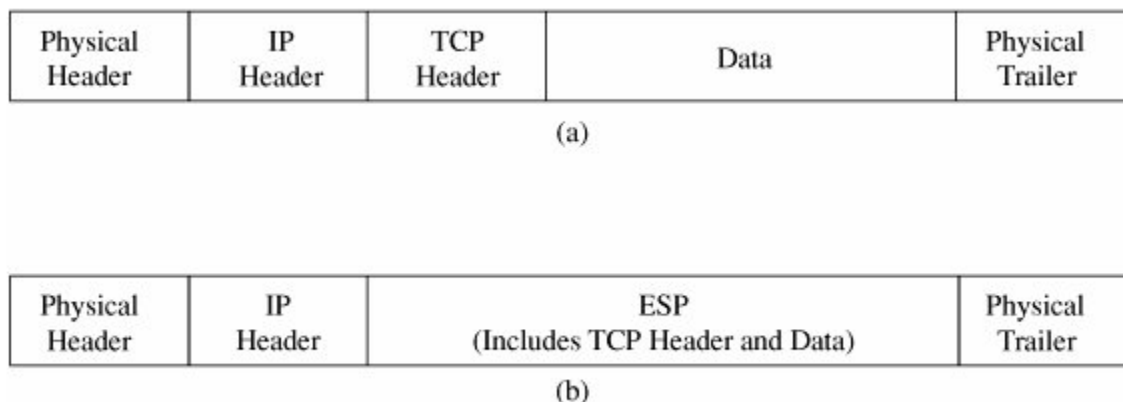 Physical Header
IP Header
TCP Header
Data
Physical Trailer
(a)
Physical Header
IP Header
ESP
(Includes TCP Header and Data)
Physical Trailer
(b)